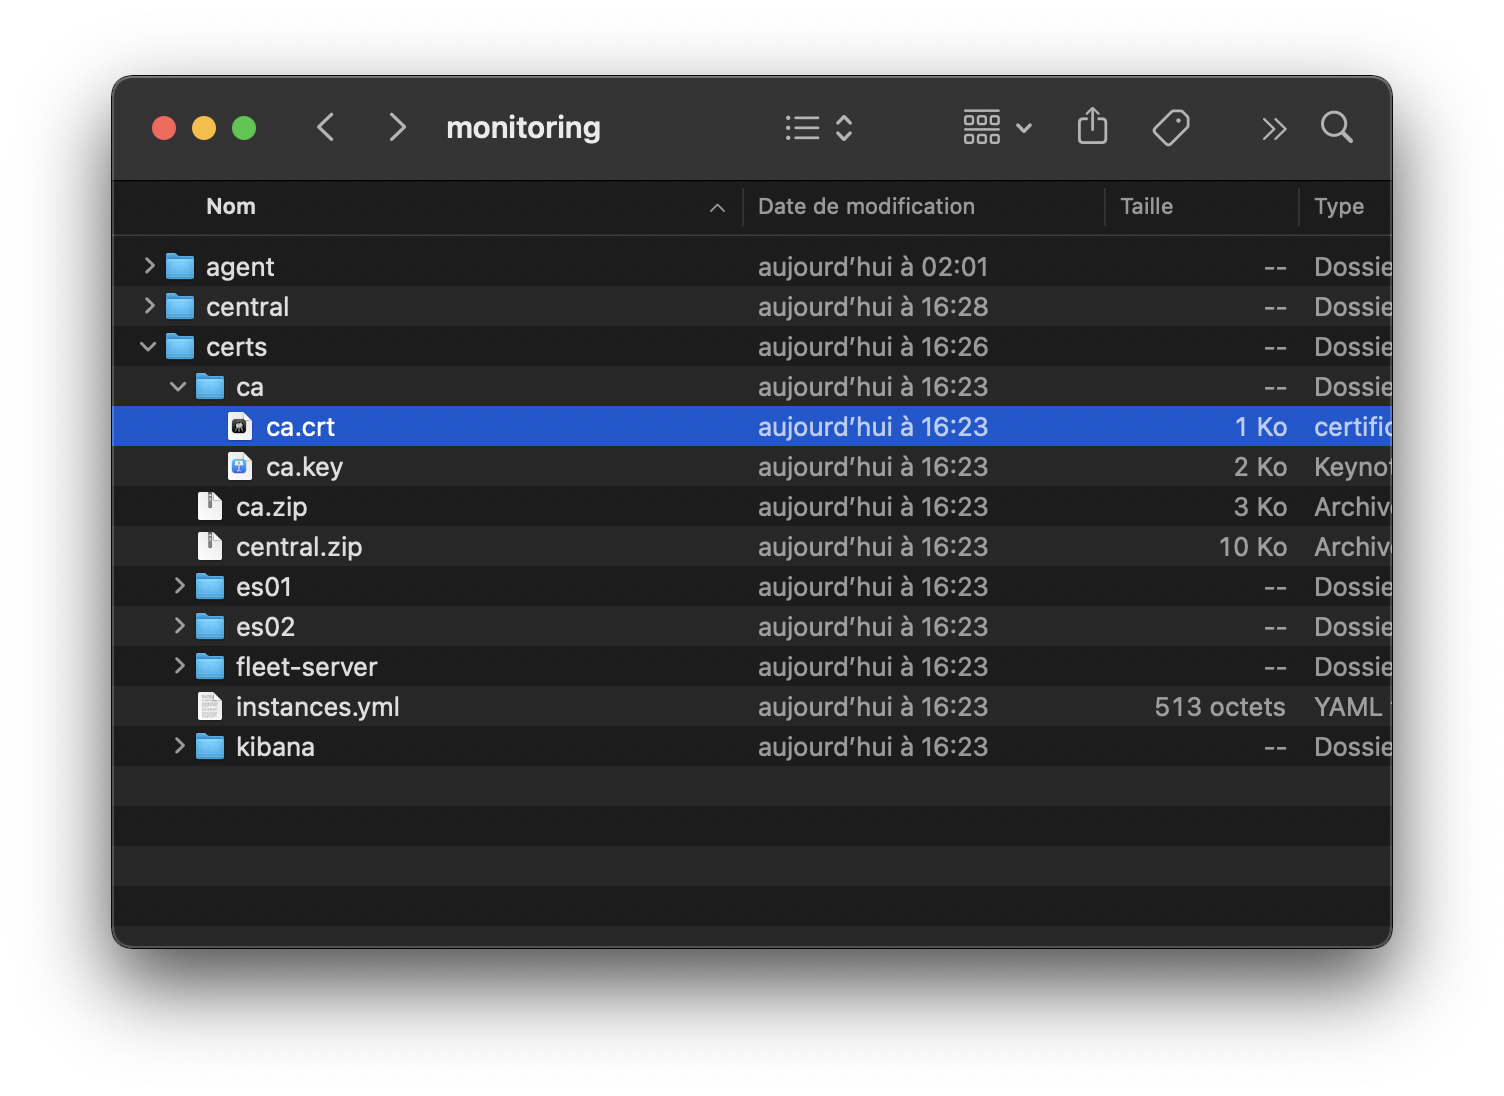 monitoring
Nom Date de modification Taille Type
agent aujourd’hui à 02:01 -- Dossie
central aujourd’hui à 16:28 -- Dossie
certs aujourd’hui à 16:26 -- Dossie
ca aujourd’hui à 16:23 -- Dossie
ca.crt aujourd’hui à 16:23 1 Ko certific
ca.key aujourd’hui à 16:23 2 Ko Keynot
ca.zip aujourd’hui à 16:23 3 Ko Archiv
central.zip aujourd’hui à 16:23 10 Ko Archiv
es01 aujourd’hui à 16:23 -- Dossie
es02 aujourd’hui à 16:23 -- Dossie
fleet-server aujourd’hui à 16:23 -- Dossie
instances.yml aujourd’hui à 16:23 513 octets YAML
kibana aujourd’hui à 16:23 -- Dossie